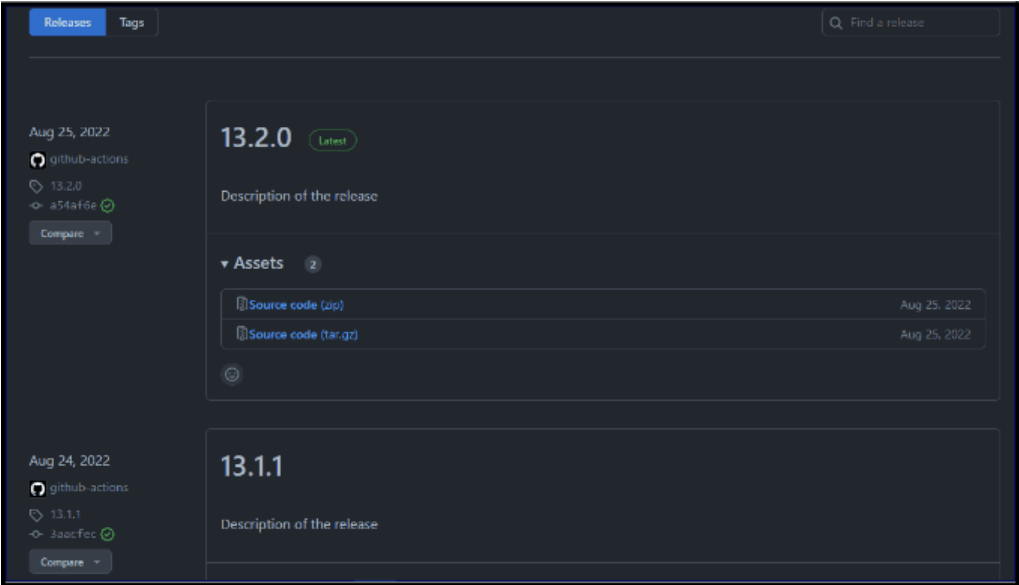 Releases Tags
Find a release
Aug 25, 2022
github-actions
13.2.0
a54af6e
Compare
13.2.0 Latest
Description of the release
Assets 2
Source code (zip) Aug 25, 2022
Source code (tar.gz) Aug 25, 2022
Aug 24, 2022
github-actions
13.1.1
Compare
13.1.1
Description of the release